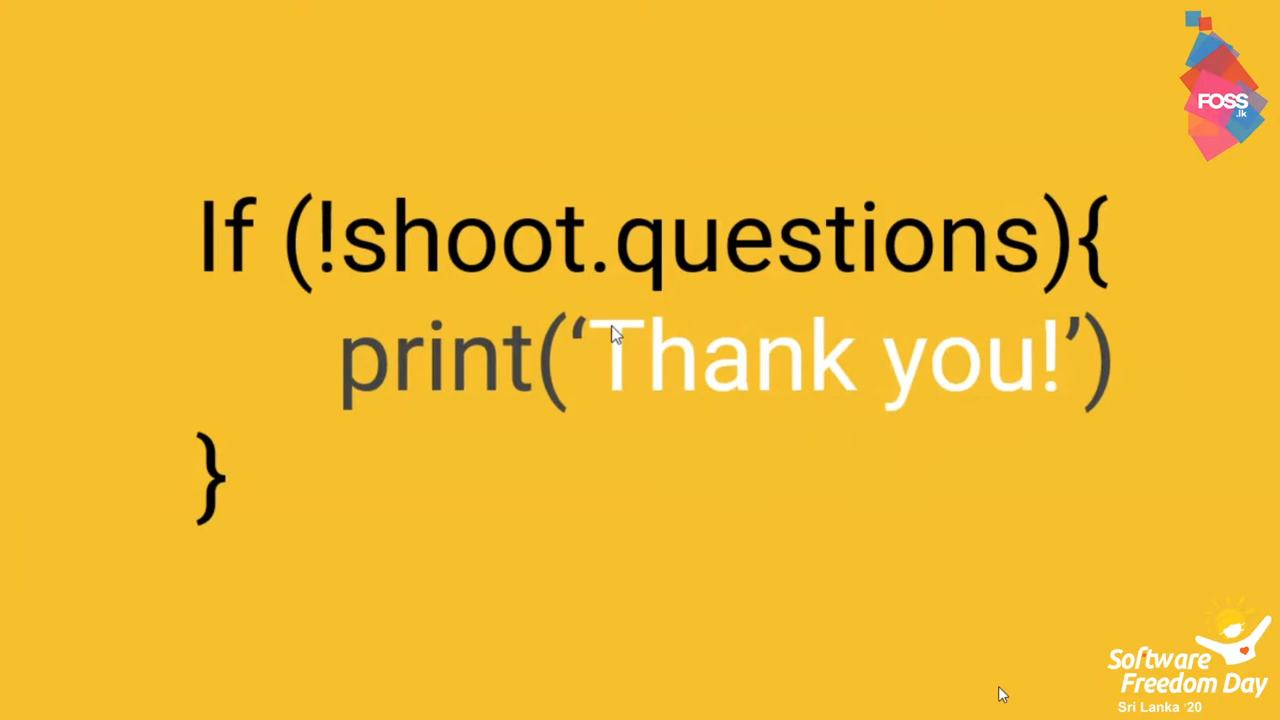 FOSS
.lk
If (!shoot.questions){
print(‘Thank you!’)
}
Software
Freedom Day
Sri Lanka '20